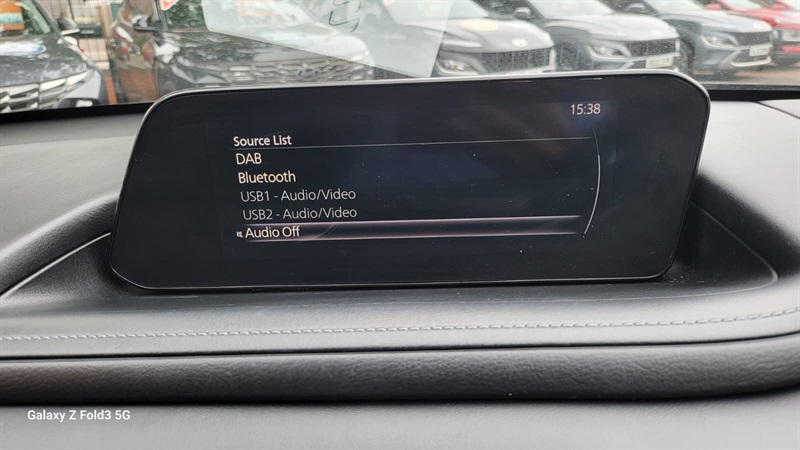 15:38
Source List
DAB
Bluetooth
USB1 - Audio/Video
USB2 - Audio/Video
Audio Off
Galaxy Z Fold3 5G